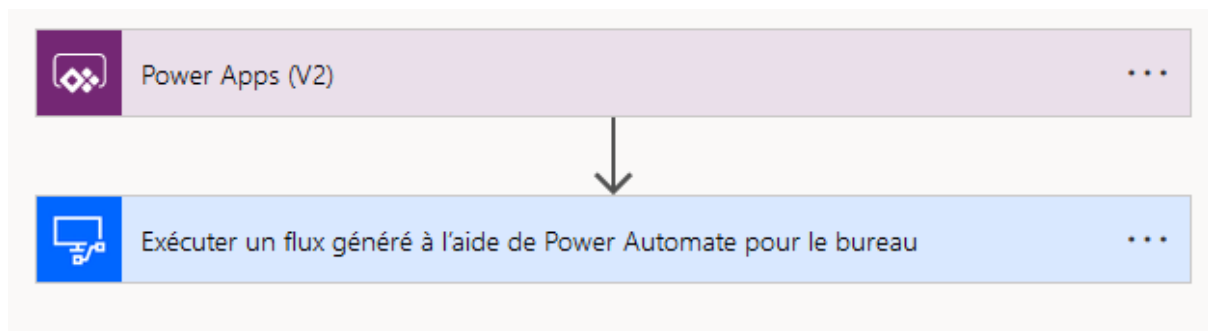 Power Apps (V2)
Exécuter un flux généré à l’aide de Power Automate pour le bureau